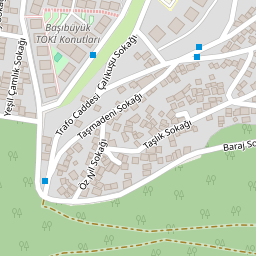 Sokağı
Başıbüyük
TOKİ Konutları
Yeşil Çamlık Sokağı
Çalıkuşu Sokağı
Trafo Caddesi
Taşmadeni Sokağı
Taşlık Sokağı
Baraj So
Öz Nil Sokağı